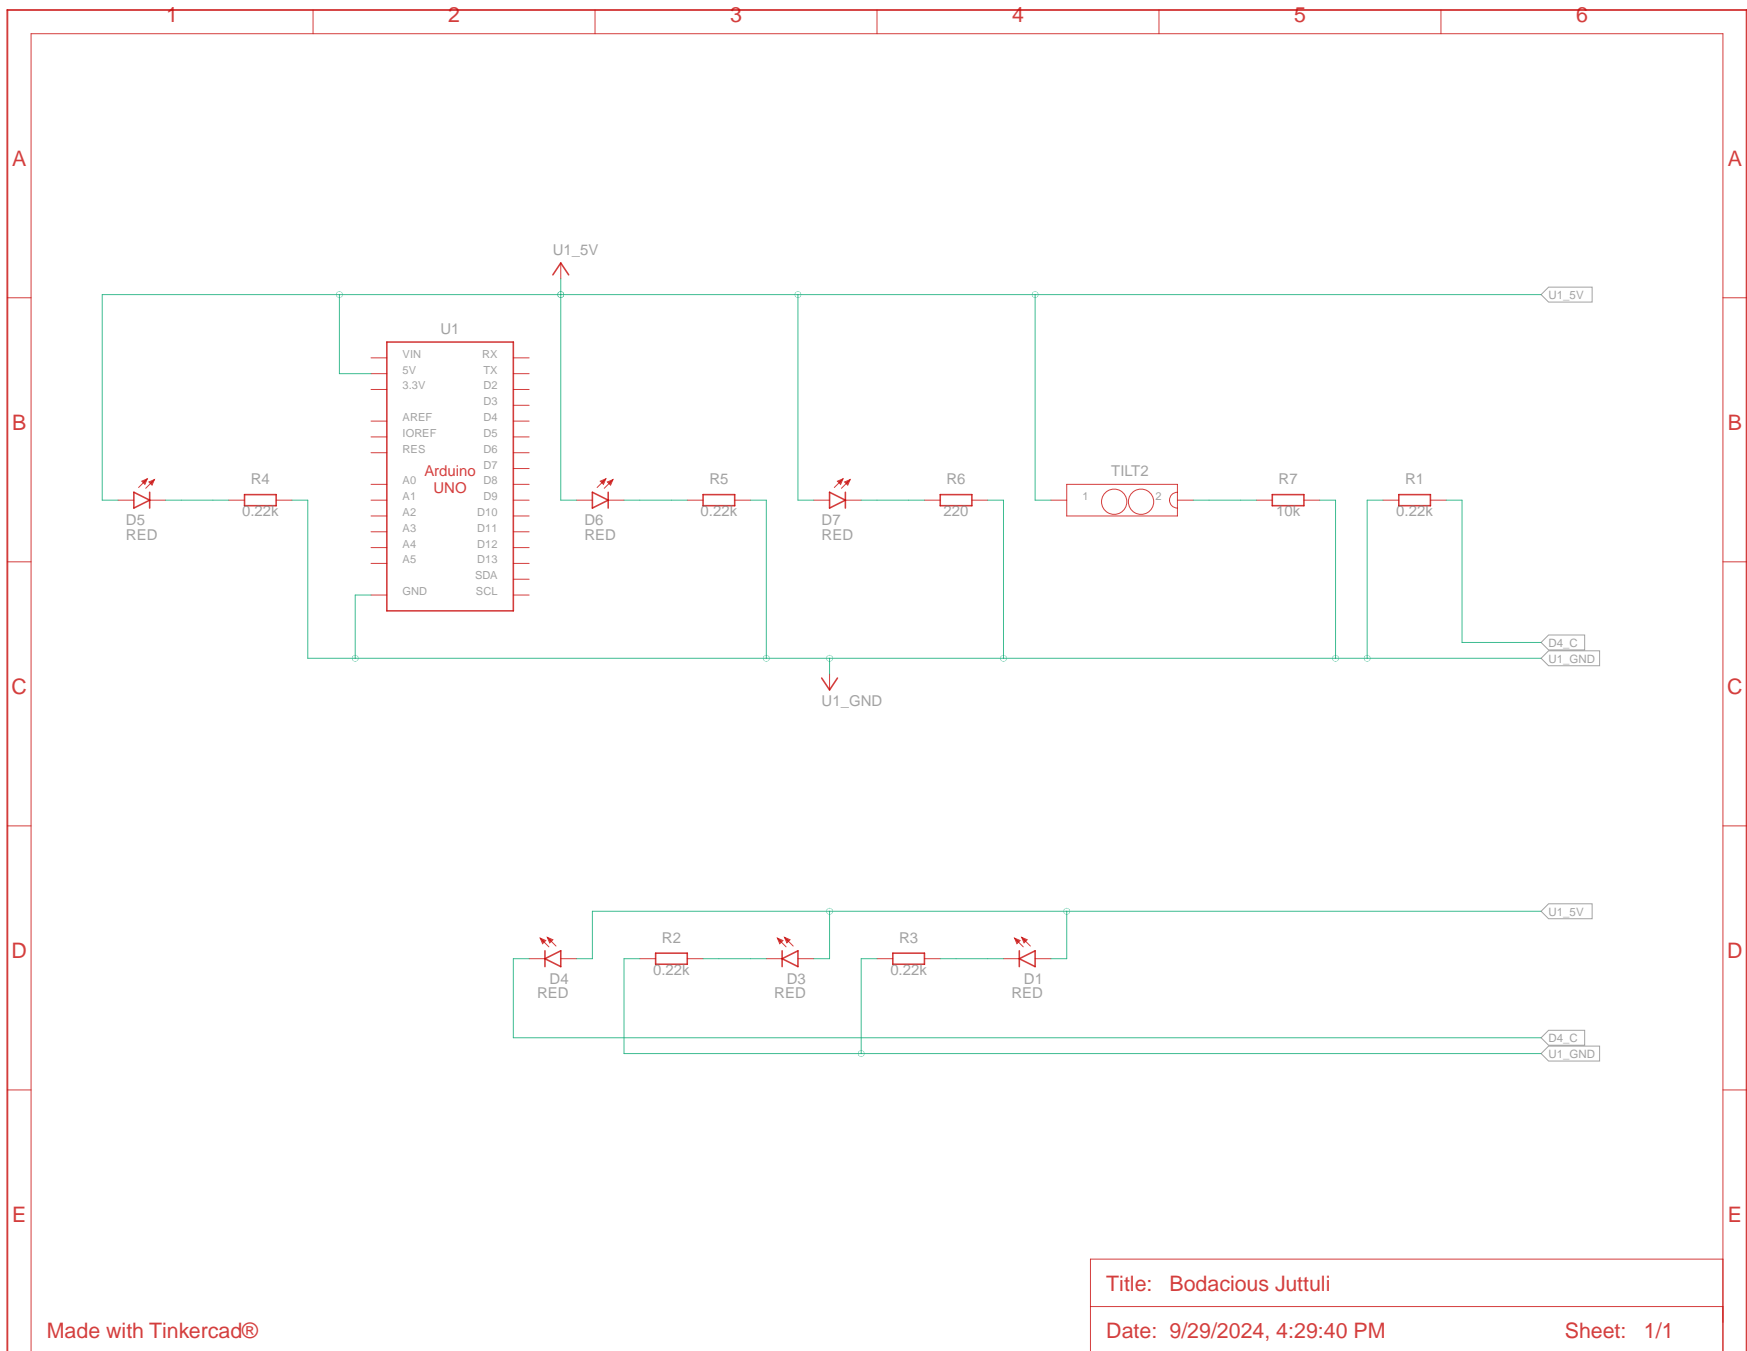 1 2 3 4 5 6
A A
U1_5V
U1_5V
U1
VIN RX
5V TX
3.3V D2
D3
AREF D4
IOREF D5
RES D6
D7
A0 D8
A1 D9
A2 D10
A3 D11
A4 D12
A5 D13
SDA
GND SCL
Arduino
UNO
B B
R4 R5 R6 TILT2 R7 R1
1 2
0.22k 0.22k 220 10k 0.22k
D5 D6 D7
RED RED RED
D4_C
U1_GND
C C
U1_GND
U1_5V
D D
R2 R3
0.22k 0.22k
D4 D3 D1
RED RED RED
D4_C
U1_GND
E E
Title: Bodacious Juttuli
Made with Tinkercad®
Date: 9/29/2024, 4:29:40 PM Sheet: 1/1